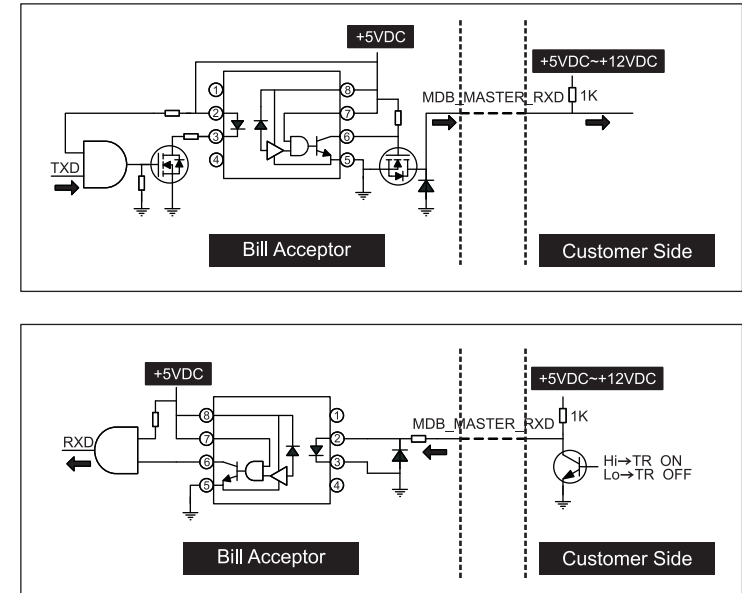 +5VDC
+5VDC~+12VDC
MDB_MASTER_RXD
1K
TXD
1
2
3
4
8
7
6
5
Bill Acceptor
Customer Side
+5VDC
+5VDC~+12VDC
MDB_MASTER_RXD
1K
RXD
8
7
6
5
1
2
3
4
Hi→TR ON
Lo→TR OFF
Bill Acceptor
Customer Side